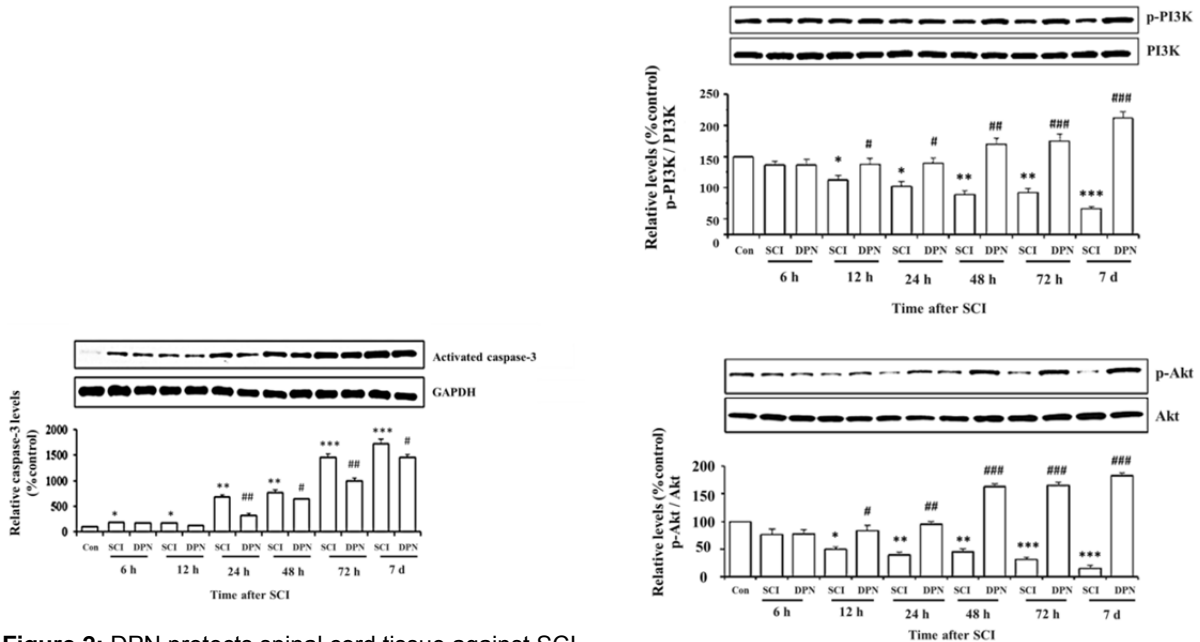 p-PI3K
PI3K
Relative levels (% control)
p-PI3K / PI3K
250
200
150
100
50
0
* # * # ** ## ** ### *** ###
Con SCI DPN SCI DPN SCI DPN SCI DPN SCI DPN SCI DPN
6 h 12 h 24 h 48 h 72 h 7 d
Time after SCI
Activated caspase-3
GAPDH
Relative caspase-3 levels
(% control)
2000
1500
1000
500
0
* * ** ## ** # *** ## *** #
Con SCI DPN SCI DPN SCI DPN SCI DPN SCI DPN SCI DPN
6 h 12 h 24 h 48 h 72 h 7 d
Time after SCI
p-Akt
Akt
Relative levels (% control)
p-Akt / Akt
200
150
100
50
0
* # ** ## ** ### *** ### *** ###
Con SCI DPN SCI DPN SCI DPN SCI DPN SCI DPN SCI DPN
6 h 12 h 24 h 48 h 72 h 7 d
Time after SCI
DPN protects spinal cord tissue against SCI